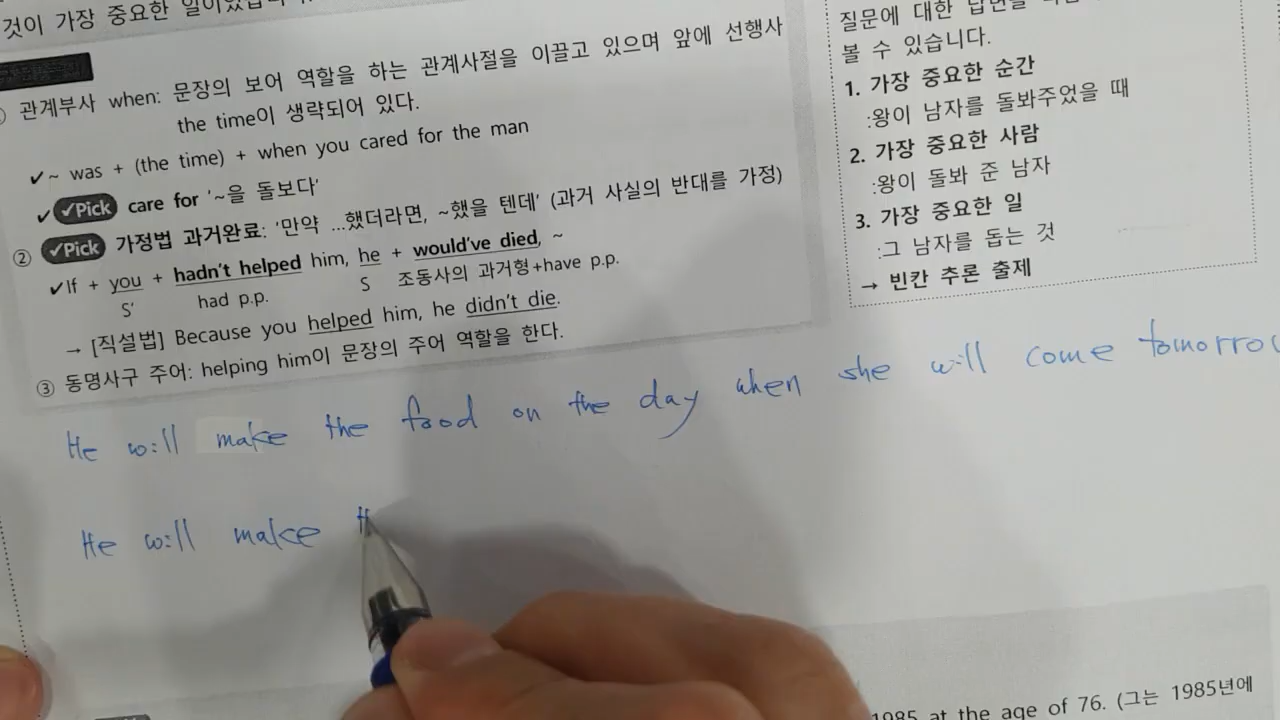 것이 가장 중요한 일이었습니다.
관계부사 when: 문장의 보어 역할을 하는 관계사절을 이끌고 있으며 앞에 선행사
the time이 생략되어 있다.
✔~ was + (the time) + when you cared for the man
✔ ✓Pick care for '~을 돌보다'
② ✓Pick 가정법 과거완료: '만약 …했더라면, ~했을 텐데' (과거 사실의 반대를 가정)
✔If + you + hadn't helped him, he + would've died, ~
S' had p.p. S 조동사의 과거형+have p.p.
→ [직설법] Because you helped him, he didn't die.
③ 동명사구 주어: helping him이 문장의 주어 역할을 한다.
질문에 대한 답변을
볼 수 있습니다.
1. 가장 중요한 순간
:왕이 남자를 돌봐주었을 때
2. 가장 중요한 사람
:왕이 돌봐 준 남자
3. 가장 중요한 일
:그 남자를 돕는 것
→ 빈칸 추론 출제
He will make the food on the day when she will come tomorro
He will make
1985 at the age of 76. (그는 1985년에